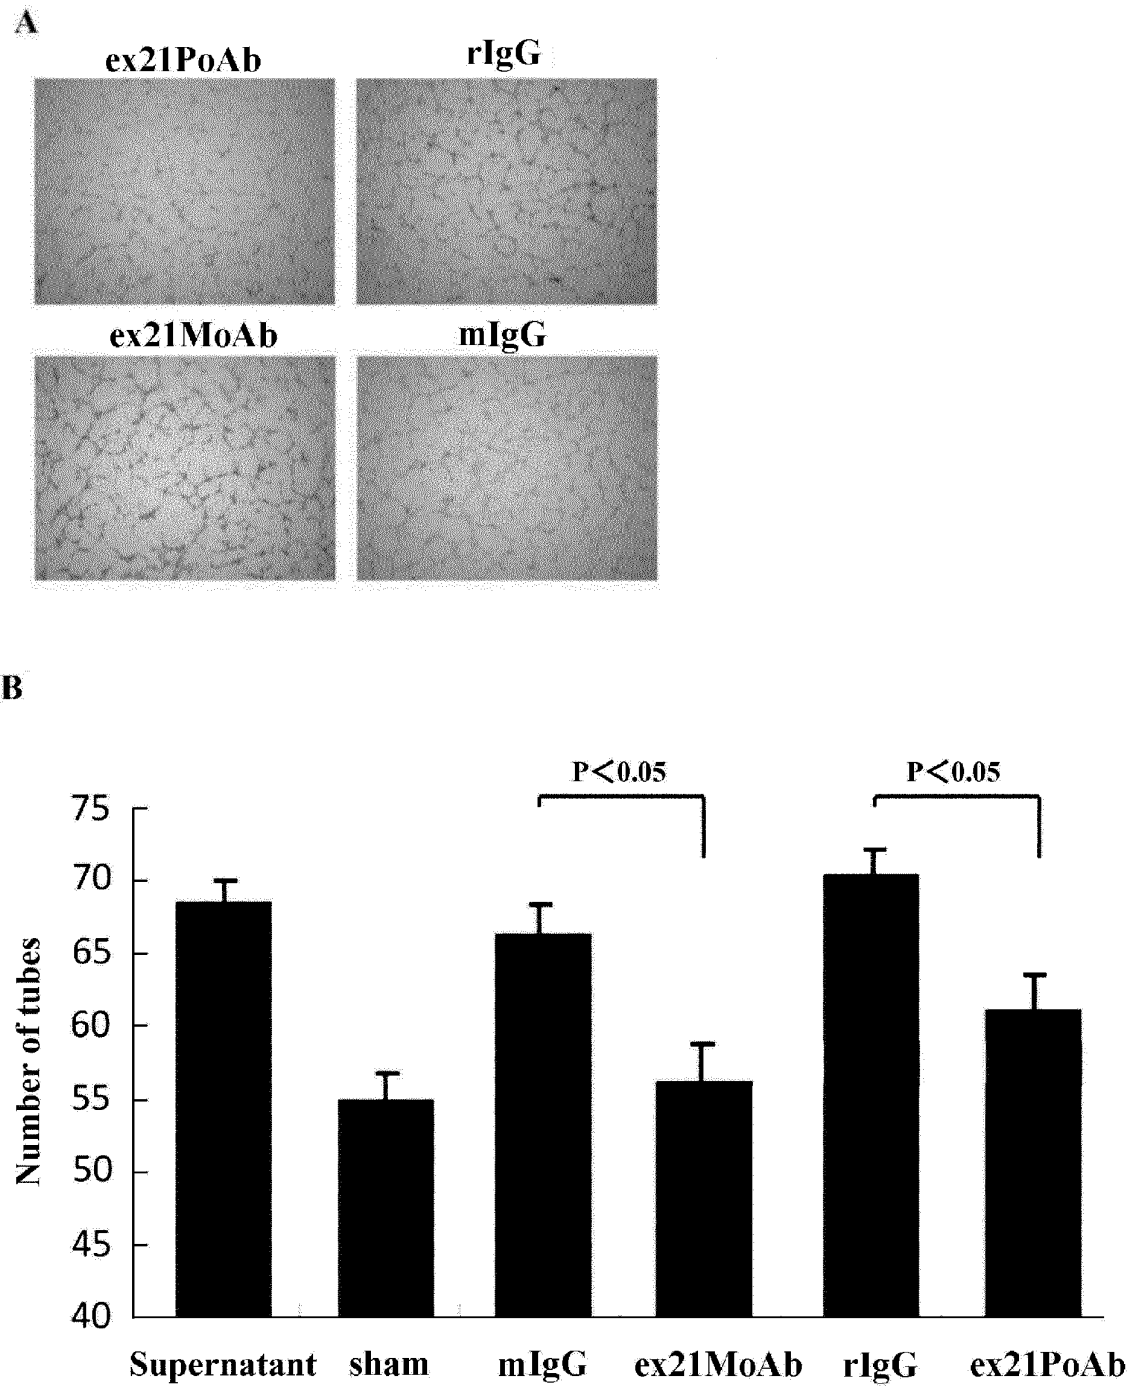 A
ex21PoAb rIgG
ex21MoAb mIgG
B
P<0.05 P<0.05
75
70
65
60
55
50
45
40
Number of tubes
Supernatant sham mIgG ex21MoAb rIgG ex21PoAb